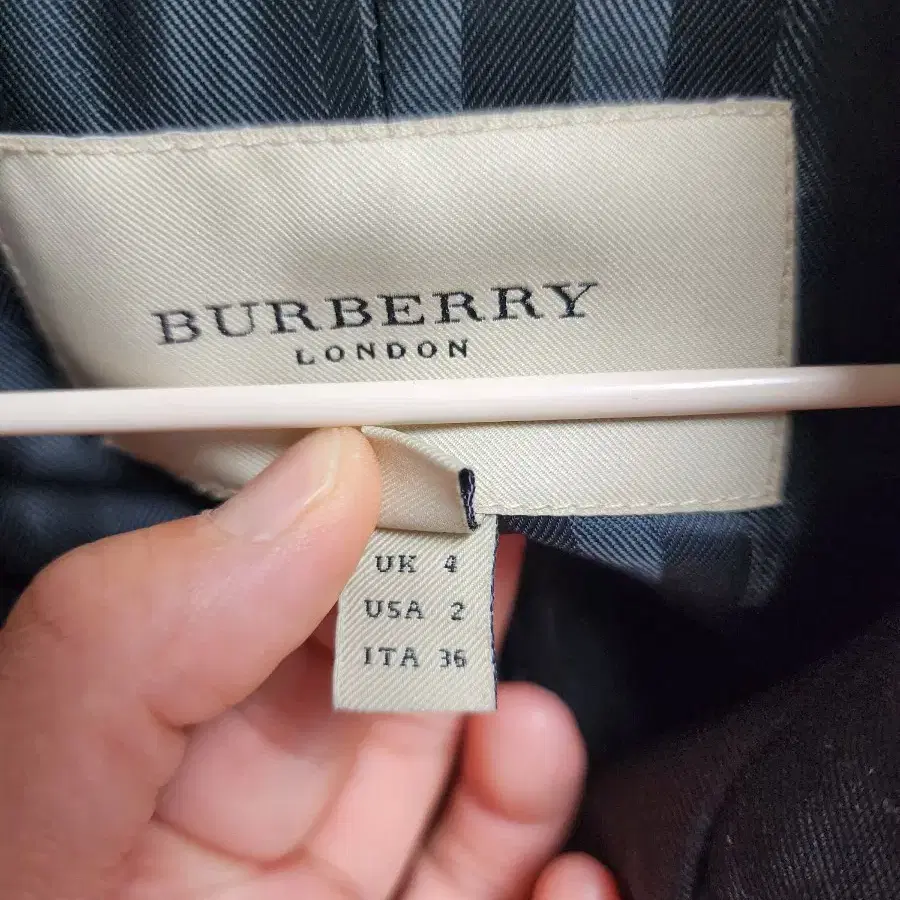 BURBERRY
LONDON
UK 4
USA 2
ITA 36